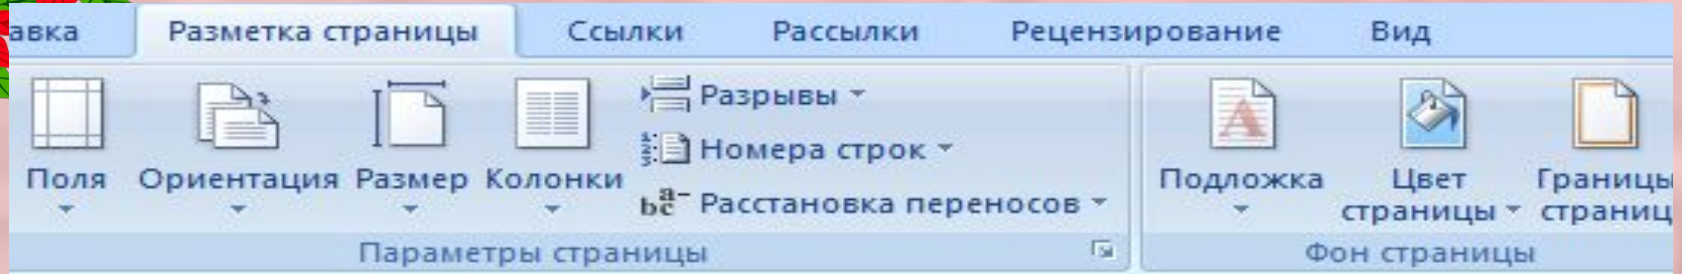 авка Разметка страницы Ссылки Рассылки Рецензирование Вид
Разрывы
Номера строк
Расстановка переносов
Поля Ориентация Размер Колонки
Параметры страницы
Подложка Цвет страницы Границы страниц
Фон страницы